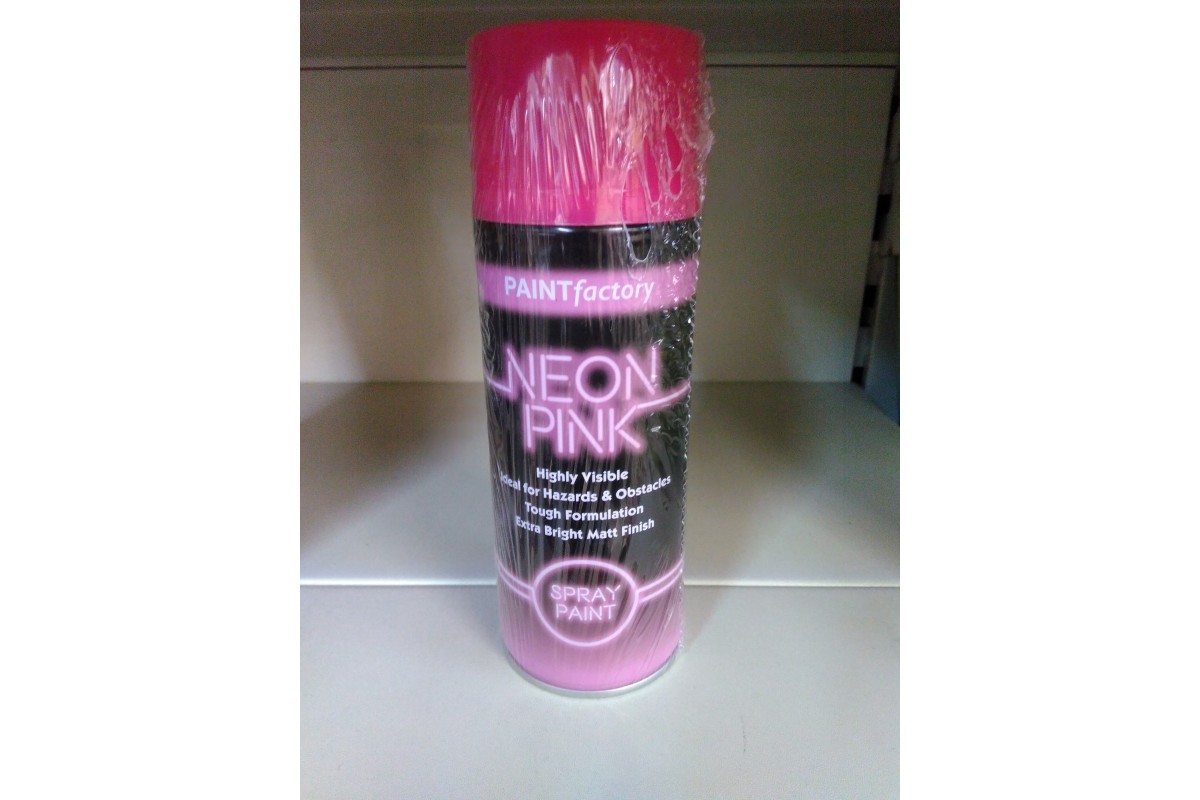 PAINTfactory
NEON
PINK
Highly Visible
Ideal for Hazards & Obstacles
Tough Formulation
Extra Bright Matt Finish
SPRAY
PAINT